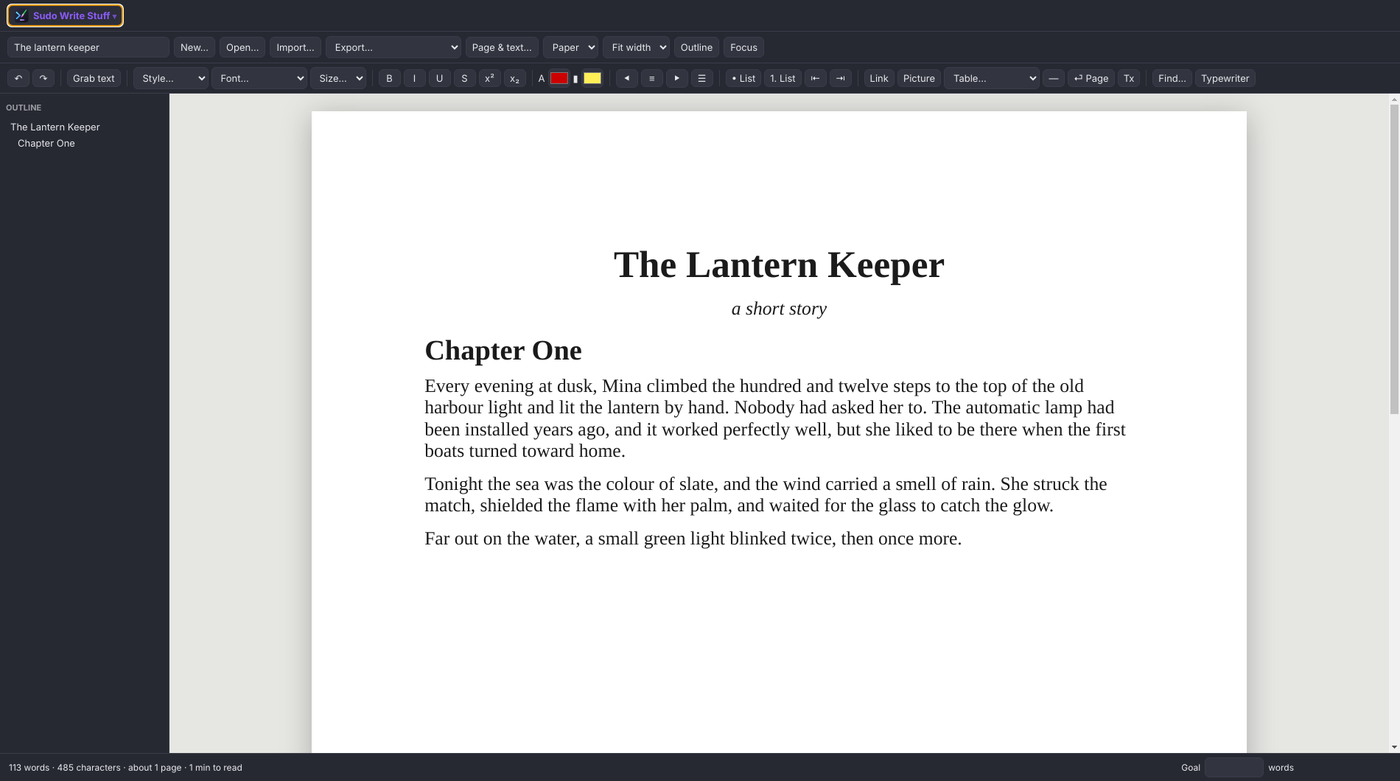 Sudo Write Stuff ▾
The lantern keeper
New...
Open...
Import...
Export...
Page & text...
Paper
Fit width
Outline
Focus
↶
↷
Grab text
Style...
Font...
Size...
B
I
U
S
x²
x₂
A
• List
1. List
⇤
⇥
Link
Picture
Table...
—
⏎ Page
Tx
Find...
Typewriter
OUTLINE
The Lantern Keeper
Chapter One
The Lantern Keeper
a short story
Chapter One
Every evening at dusk, Mina climbed the hundred and twelve steps to the top of the old
harbour light and lit the lantern by hand. Nobody had asked her to. The automatic lamp had
been installed years ago, and it worked perfectly well, but she liked to be there when the first
boats turned toward home.
Tonight the sea was the colour of slate, and the wind carried a smell of rain. She struck the
match, shielded the flame with her palm, and waited for the glass to catch the glow.
Far out on the water, a small green light blinked twice, then once more.
113 words · 485 characters · about 1 page · 1 min to read
Goal
words